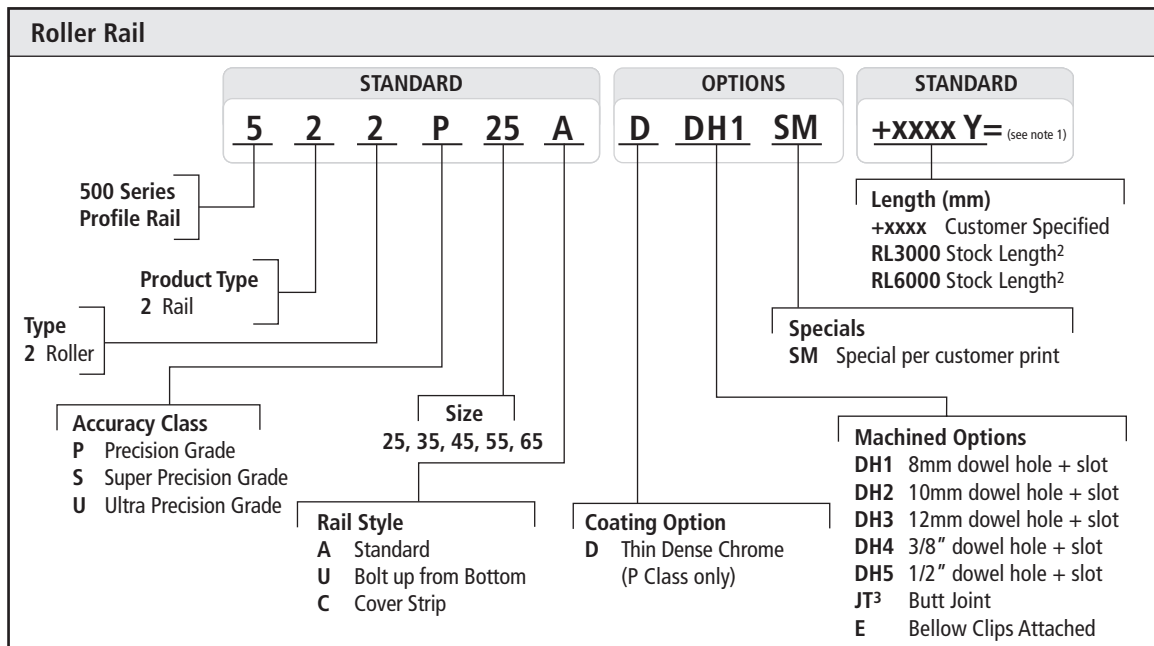 Roller Rail
STANDARD OPTIONS STANDARD
5 2 2 P 25 A D DH1 SM +xxxx Y= (see note 1)
500 Series
Profile Rail
Product Type
2 Rail
Type
2 Roller
Accuracy Class
P Precision Grade
S Super Precision Grade
U Ultra Precision Grade
Size
25, 35, 45, 55, 65
Rail Style
A Standard
U Bolt up from Bottom
C Cover Strip
Coating Option
D Thin Dense Chrome
(P Class only)
Length (mm)
+xxxx Customer Specified
RL3000 Stock Length²
RL6000 Stock Length²
Specials
SM Special per customer print
Machined Options
DH1 8mm dowel hole + slot
DH2 10mm dowel hole + slot
DH3 12mm dowel hole + slot
DH4 3/8" dowel hole + slot
DH5 1/2" dowel hole + slot
JT³ Butt Joint
E Bellow Clips Attached